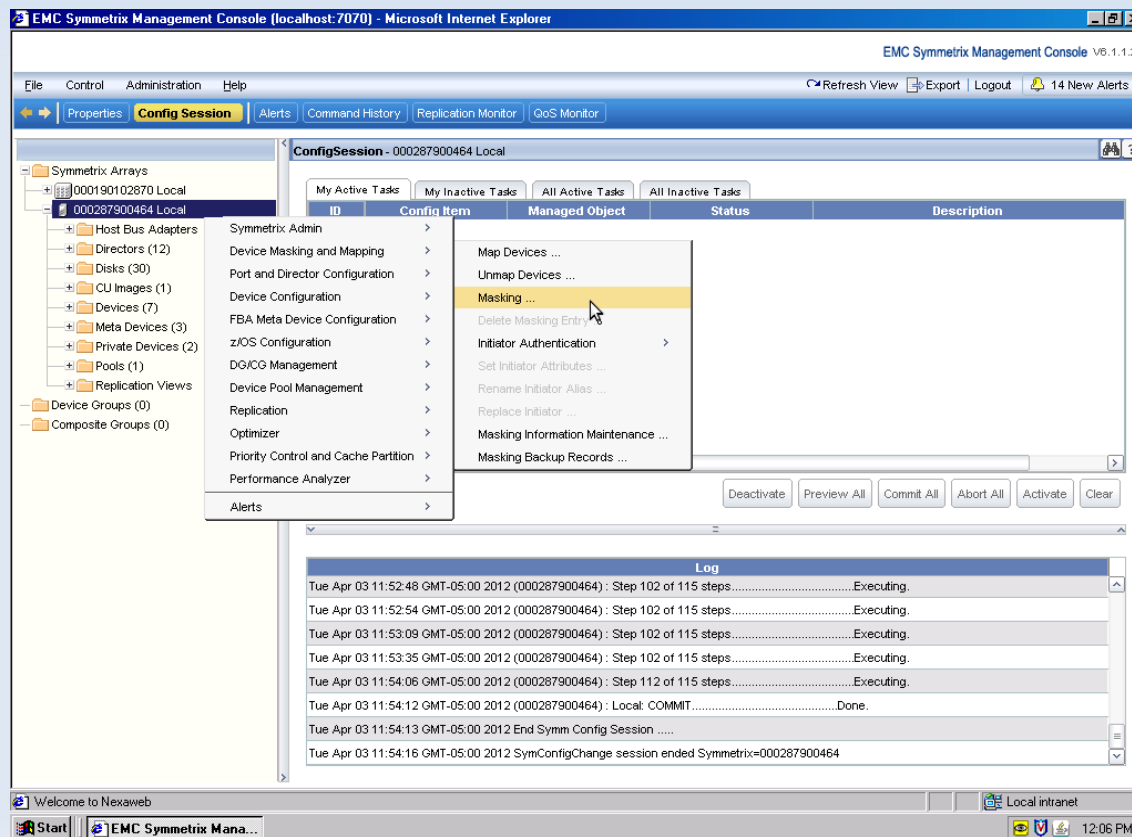 EMC Symmetrix Management Console (localhost:7070) - Microsoft Internet Explorer
EMC Symmetrix Management Console V6.1.1.
File Control Administration Help
Refresh View Export Logout 14 New Alerts
Properties Config Session Alerts Command History Replication Monitor QoS Monitor
ConfigSession - 000287900464 Local
Symmetrix Arrays
000190102870 Local
000287900464 Local
Host Bus Adapters
Directors (12)
Disks (30)
CU Images (1)
Devices (7)
Meta Devices (3)
Private Devices (2)
Pools (1)
Replication Views
Device Groups (0)
Composite Groups (0)
My Active Tasks My Inactive Tasks All Active Tasks All Inactive Tasks
ID Config Item Managed Object Status Description
Symmetrix Admin
Device Masking and Mapping
Port and Director Configuration
Device Configuration
FBA Meta Device Configuration
z/OS Configuration
DG/CG Management
Device Pool Management
Replication
Optimizer
Priority Control and Cache Partition
Performance Analyzer
Alerts
Map Devices ...
Unmap Devices ...
Masking ...
Delete Masking Entry
Initiator Authentication
Set Initiator Attributes ...
Rename Initiator Alias ...
Replace Initiator ...
Masking Information Maintenance ...
Masking Backup Records ...
Deactivate Preview All Commit All Abort All Activate Clear
Log
Tue Apr 03 11:52:48 GMT-05:00 2012 (000287900464) : Step 102 of 115 steps.....................................Executing.
Tue Apr 03 11:52:54 GMT-05:00 2012 (000287900464) : Step 102 of 115 steps.....................................Executing.
Tue Apr 03 11:53:09 GMT-05:00 2012 (000287900464) : Step 102 of 115 steps.....................................Executing.
Tue Apr 03 11:53:35 GMT-05:00 2012 (000287900464) : Step 102 of 115 steps.....................................Executing.
Tue Apr 03 11:54:06 GMT-05:00 2012 (000287900464) : Step 112 of 115 steps.....................................Executing.
Tue Apr 03 11:54:12 GMT-05:00 2012 (000287900464) : Local: COMMIT............................................Done.
Tue Apr 03 11:54:13 GMT-05:00 2012 End Symm Config Session .....
Tue Apr 03 11:54:16 GMT-05:00 2012 SymConfigChange session ended Symmetrix=000287900464
Welcome to Nexaweb
Local intranet
Start EMC Symmetrix Mana... 12:06 PM